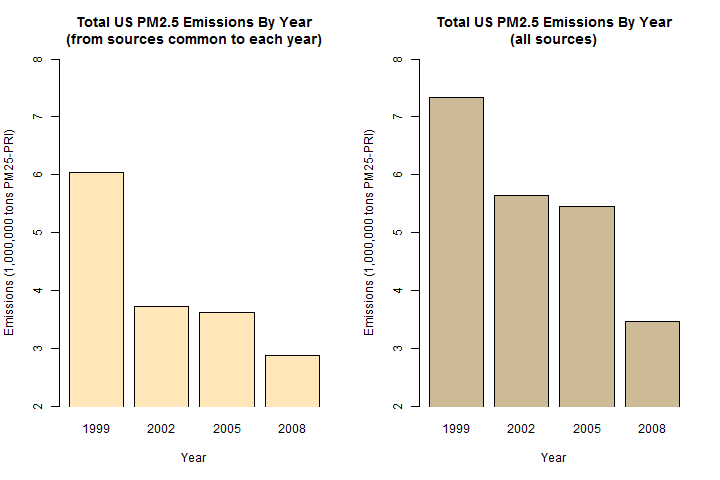 Total US PM2.5 Emissions By Year
(from sources common to each year)
Emissions (1,000,000 tons PM25-PRI)
8
7
6
5
4
3
2
1999 2002 2005 2008
Year
Total US PM2.5 Emissions By Year
(all sources)
Emissions (1,000,000 tons PM25-PRI)
8
7
6
5
4
3
2
1999 2002 2005 2008
Year